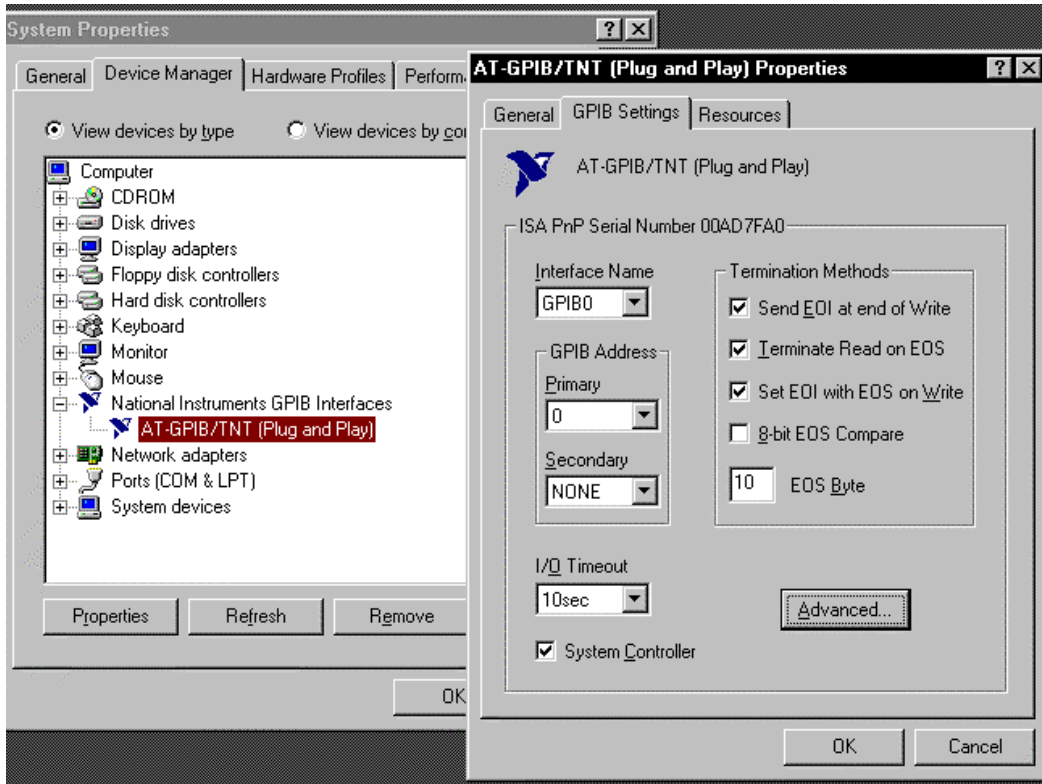 System Properties
General
Device Manager
Hardware Profiles
View devices by type
View devices by
Computer
CDROM
Disk drives
Display adapters
Floppy disk controllers
Hard disk controllers
Keyboard
Monitor
Mouse
National Instruments GPIB Interfaces
AT-GPIB/TNT (Plug and Play)
Network adapters
Ports (COM & LPT)
System devices
Properties
Refresh
Remove
OK
AT-GPIB/TNT (Plug and Play) Properties
General
GPIB Settings
Resources
AT-GPIB/TNT (Plug and Play)
ISA PnP Serial Number 00AD7FA0
Interface Name
GPIB0
GPIB Address
Primary
0
Secondary
NONE
I/O Timeout
10sec
System Controller
Termination Methods
Send EOI at end of Write
Terminate Read on EOS
Set EOI with EOS on Write
8-bit EOS Compare
10 EOS Byte
Advanced...
OK
Cancel